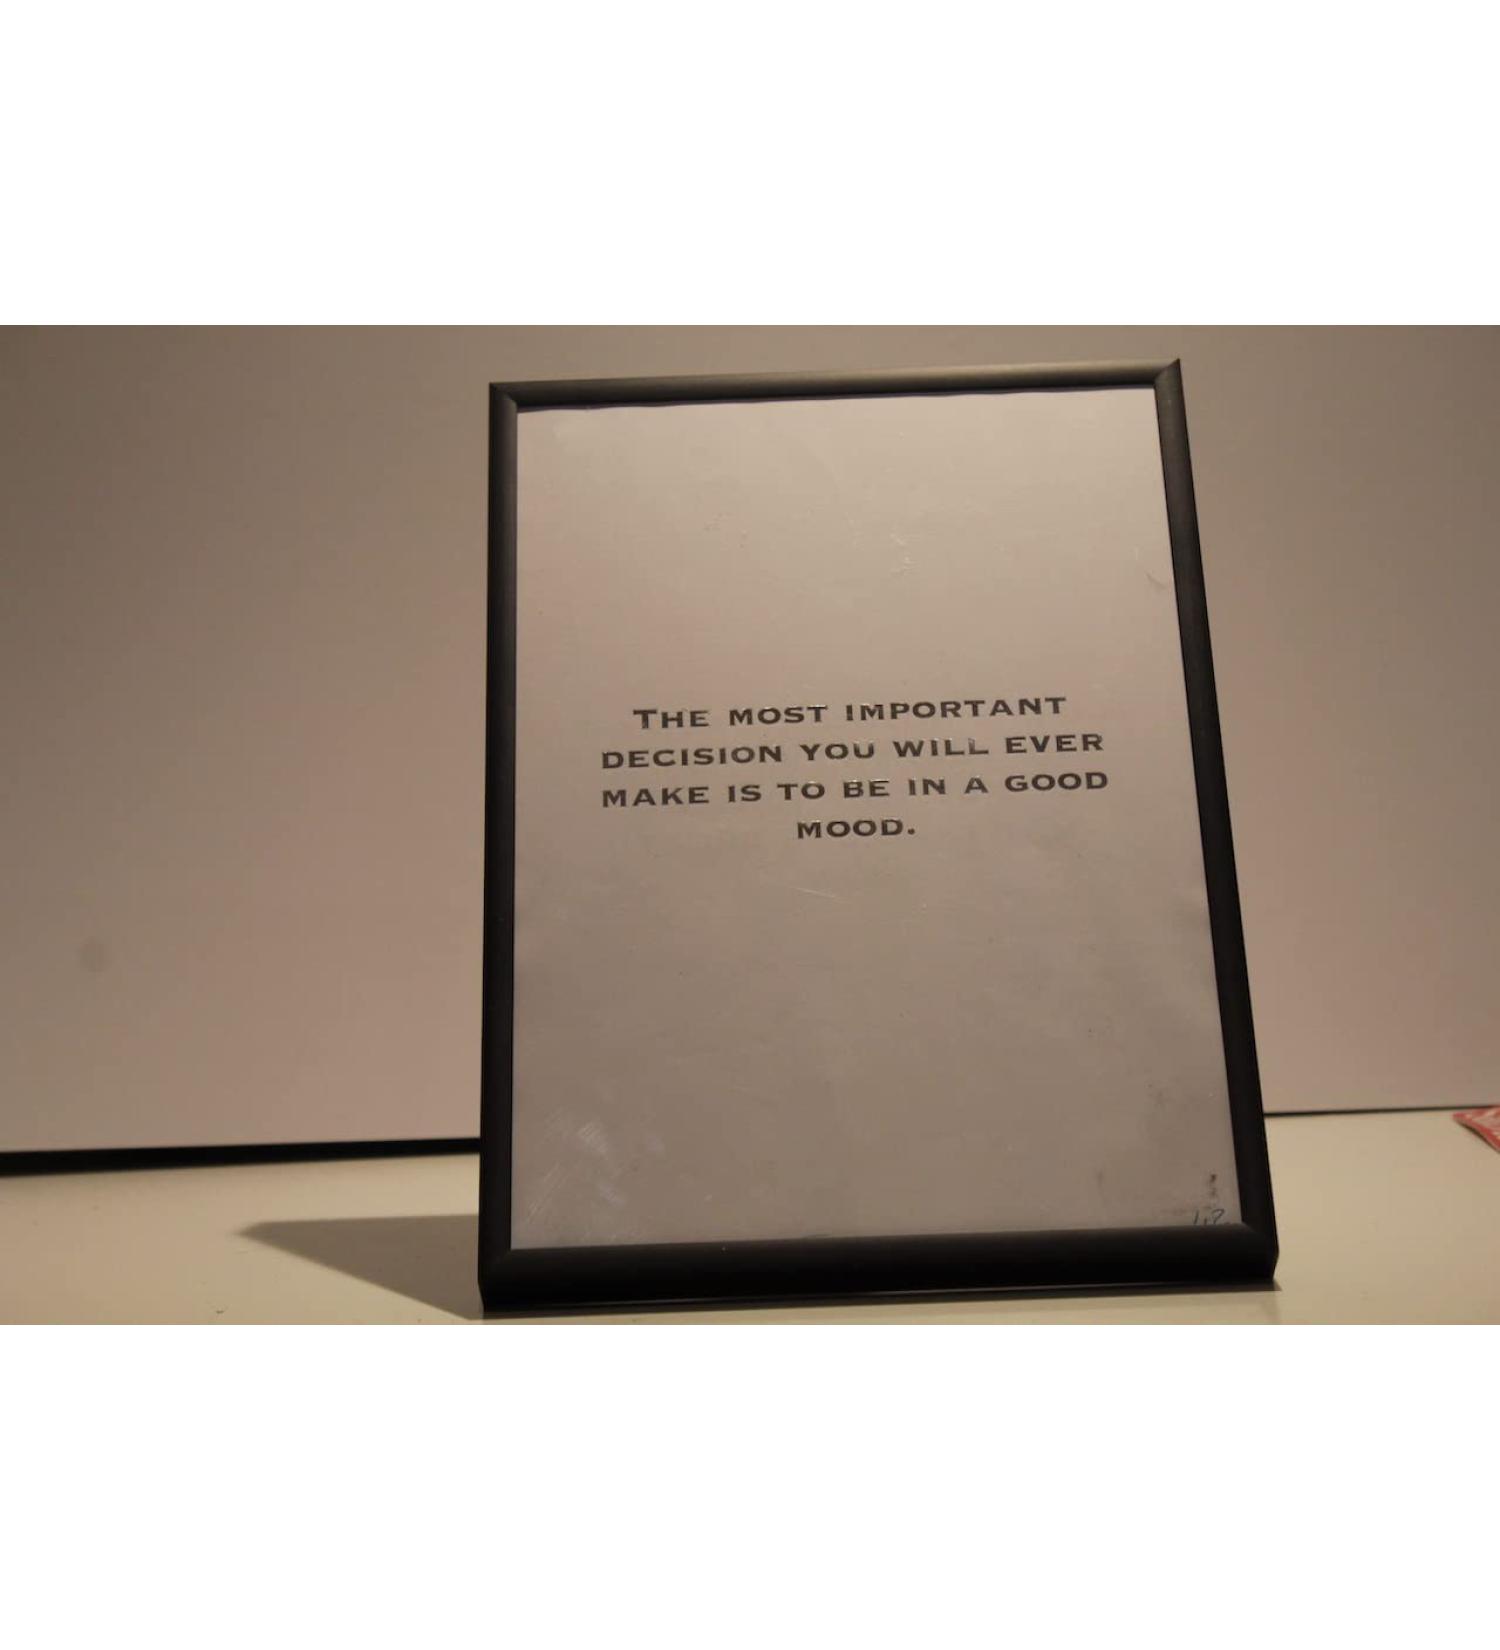 THE MOST IMPORTANT
DECISION YOU WILL EVER
MAKE IS TO BE IN A GOOD
MOOD.